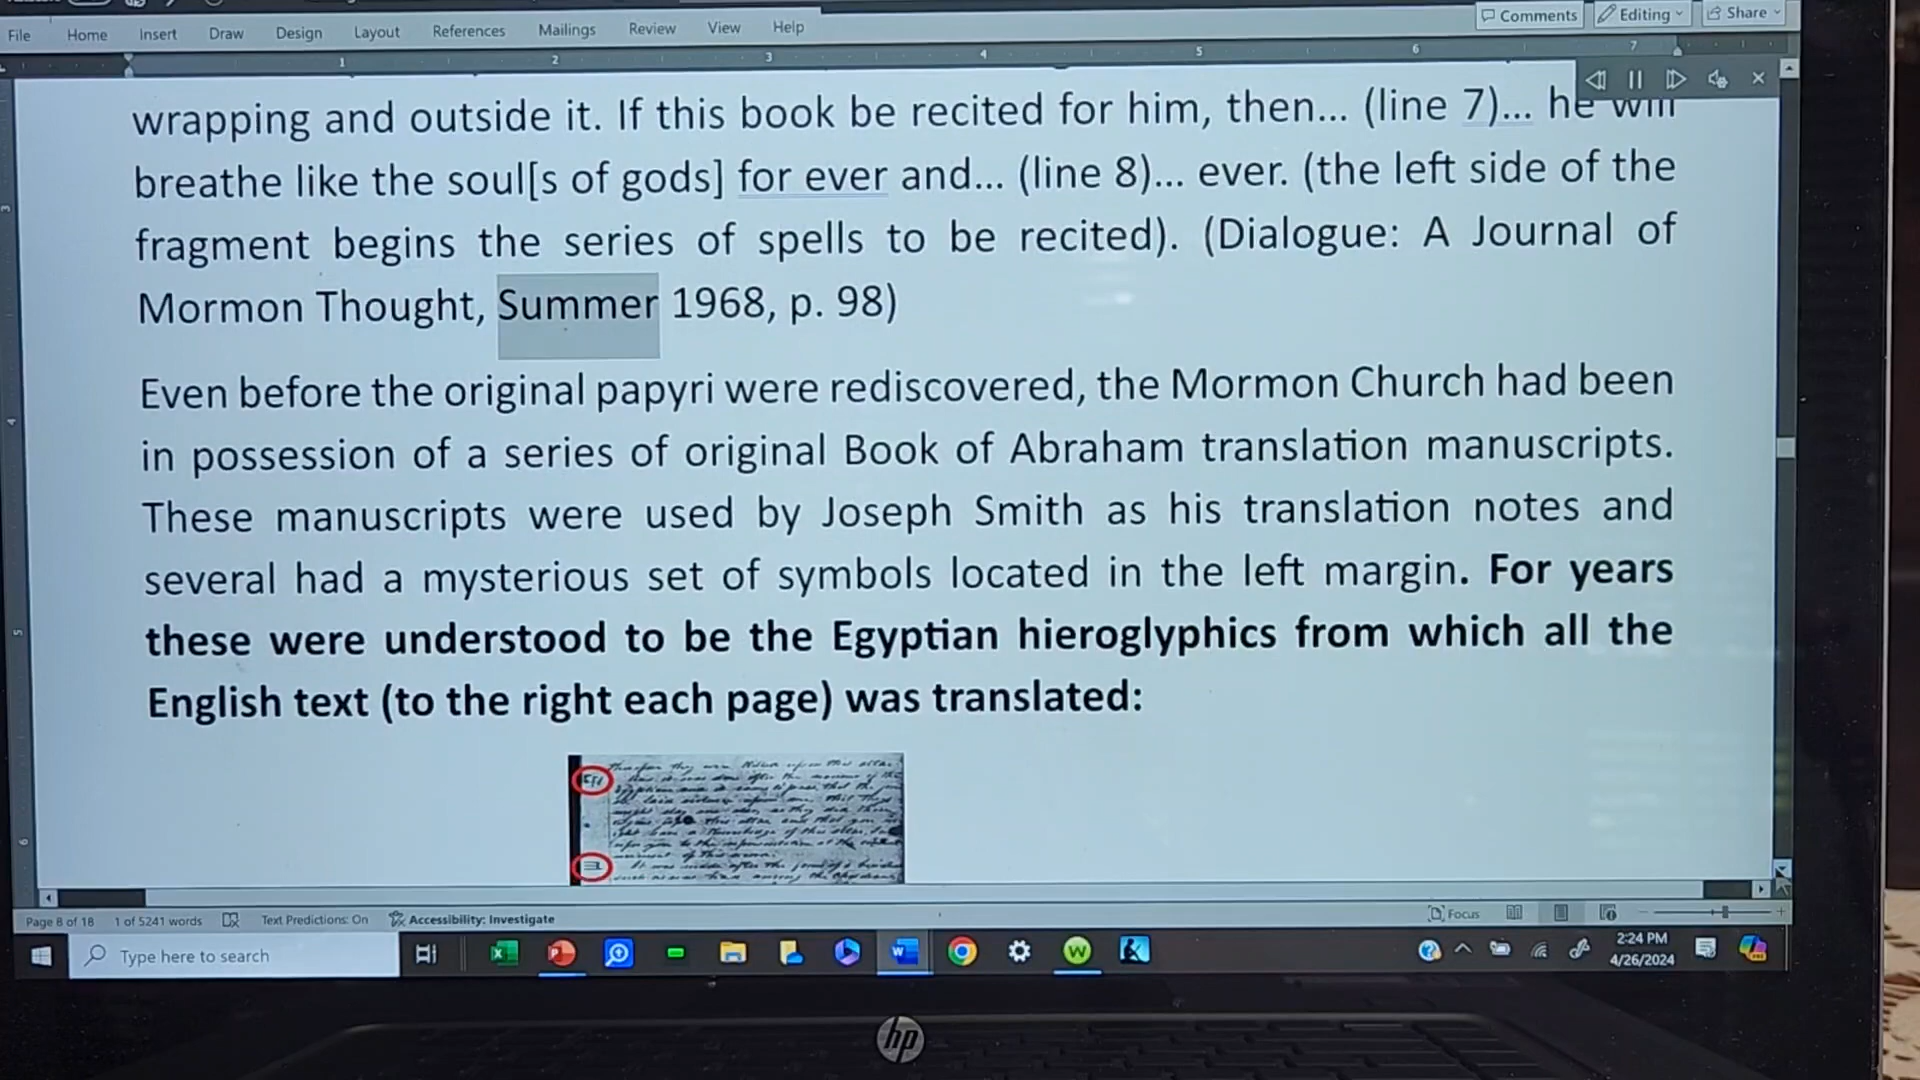 File Home Insert Draw Design Layout References Mailings Review View Help Comments Editing Share
1 2 3 4 5 6 7
wrapping and outside it. If this book be recited for him, then... (line 7)... he will
breathe like the soul[s of gods] for ever and... (line 8)... ever. (the left side of the
fragment begins the series of spells to be recited). (Dialogue: A Journal of
Mormon Thought, Summer 1968, p. 98)
Even before the original papyri were rediscovered, the Mormon Church had been
in possession of a series of original Book of Abraham translation manuscripts.
These manuscripts were used by Joseph Smith as his translation notes and
several had a mysterious set of symbols located in the left margin. For years
these were understood to be the Egyptian hieroglyphics from which all the
English text (to the right each page) was translated:
Page 8 of 18 1 of 5241 words Text Predictions: On Accessibility: Investigate Focus
Type here to search
2:24 PM
4/26/2024
hp